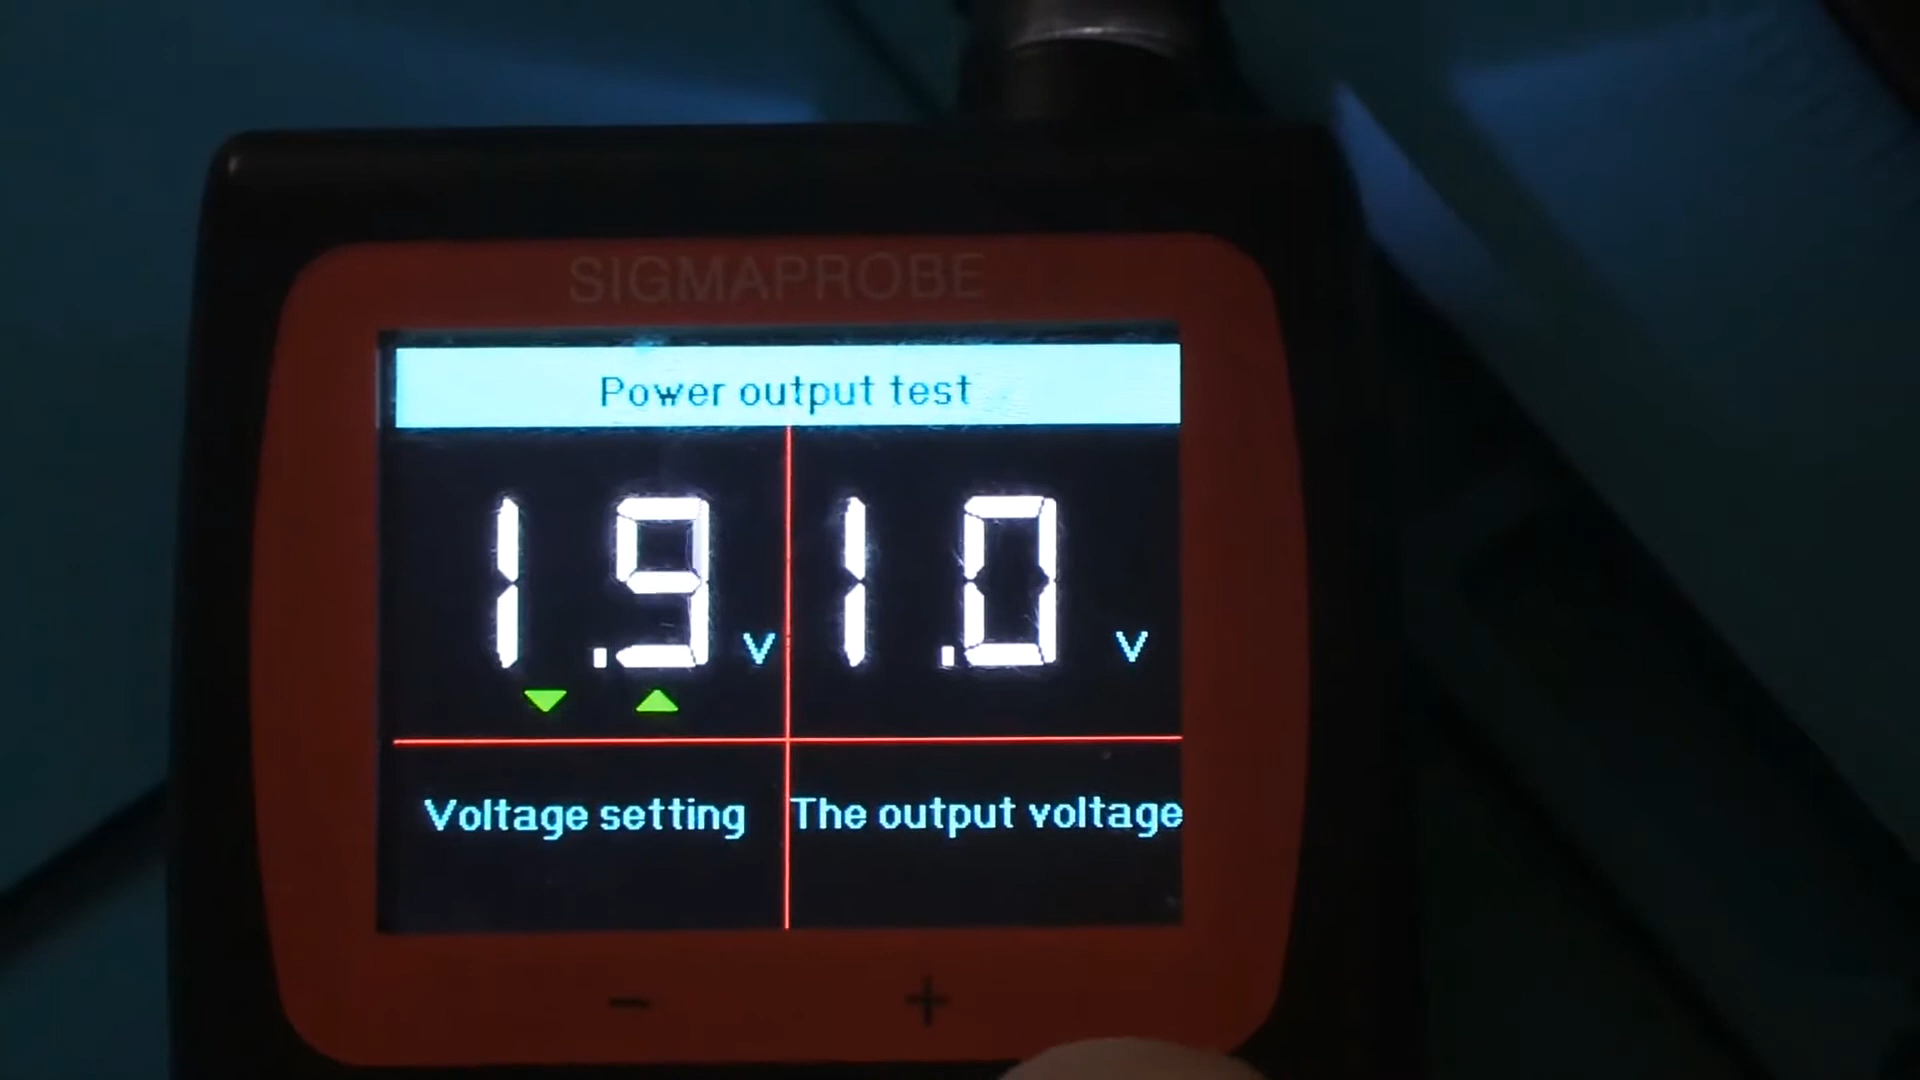 SIGMAPROBE
Power output test
1.9 V
1.0 V
Voltage setting
The output voltage
− +